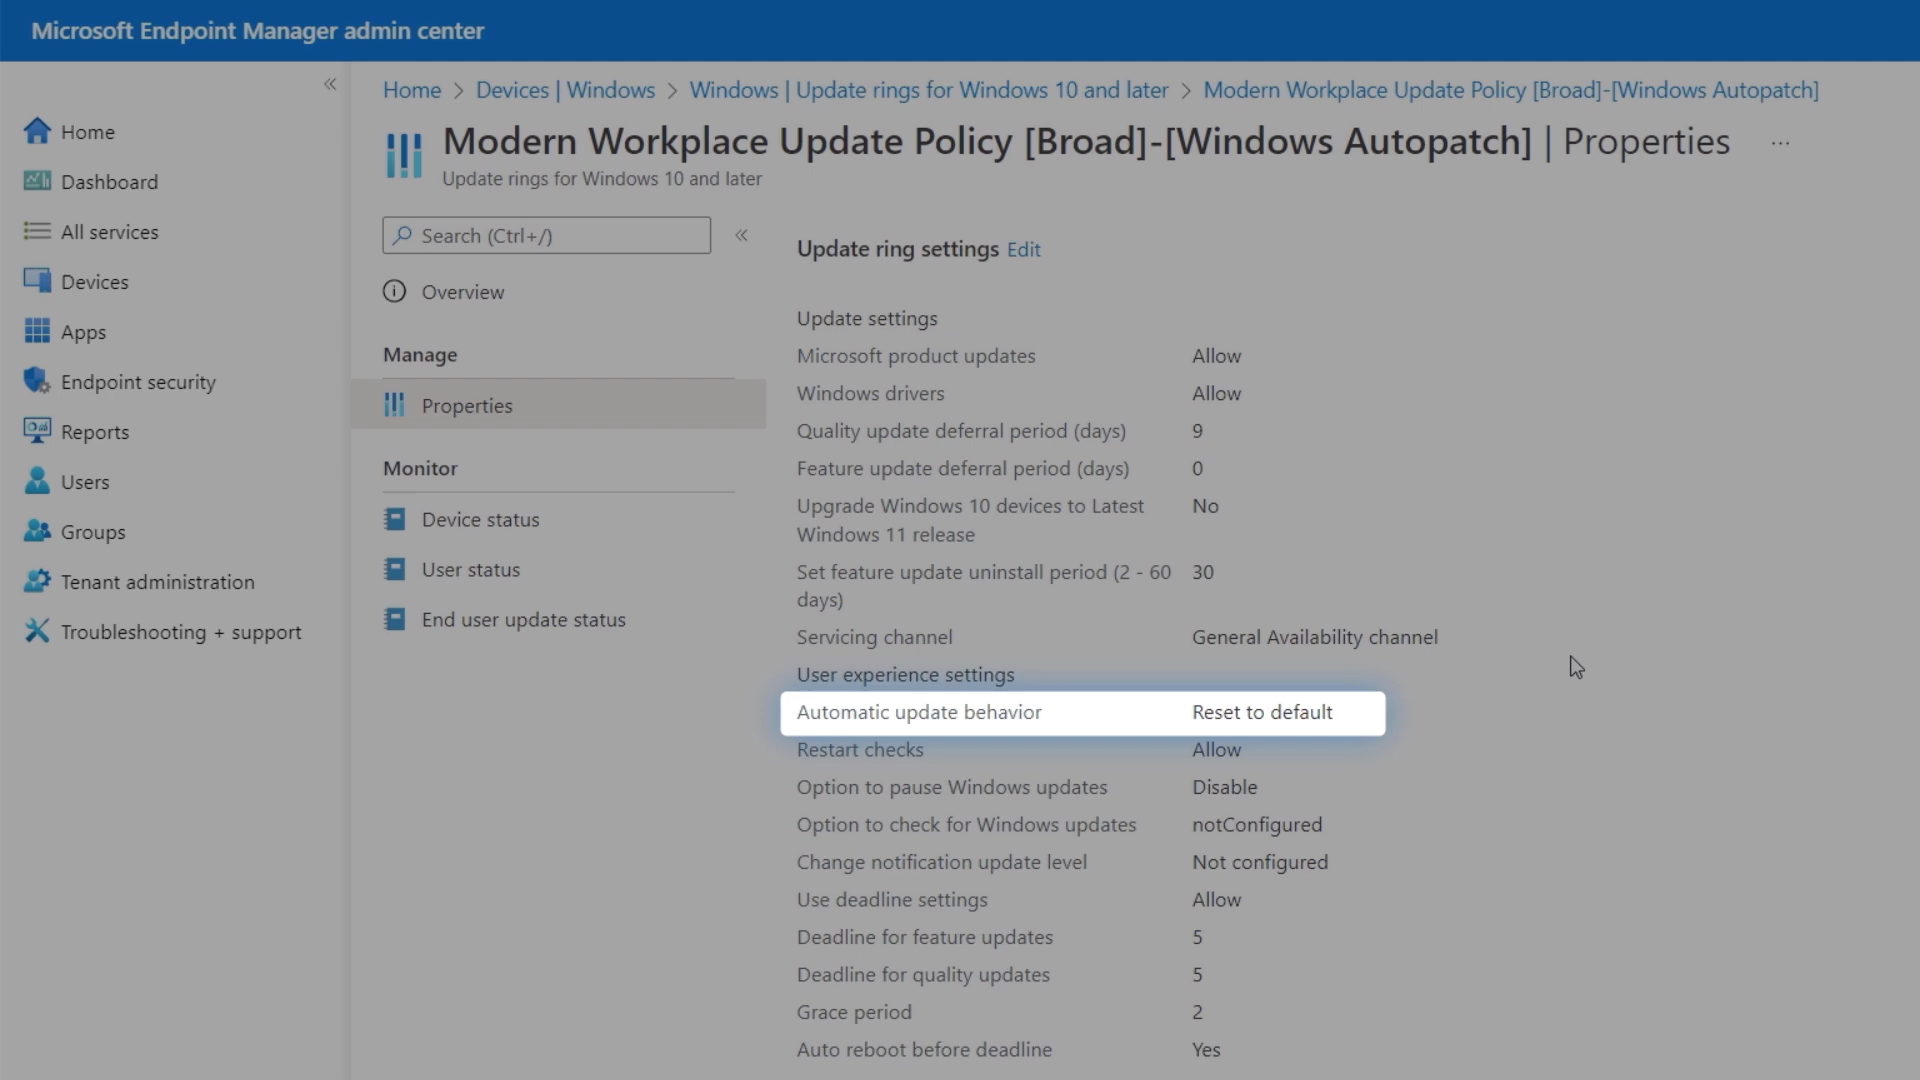 Microsoft Endpoint Manager admin center
Home
Dashboard
All services
Devices
Apps
Endpoint security
Reports
Users
Groups
Tenant administration
Troubleshooting + support
Home > Devices | Windows > Windows | Update rings for Windows 10 and later > Modern Workplace Update Policy [Broad]-[Windows Autopatch]
Modern Workplace Update Policy [Broad]-[Windows Autopatch] | Properties ...
Update rings for Windows 10 and later
Search (Ctrl+/)
Overview
Manage
Properties
Monitor
Device status
User status
End user update status
Update ring settings Edit
Update settings
Microsoft product updates Allow
Windows drivers Allow
Quality update deferral period (days) 9
Feature update deferral period (days) 0
Upgrade Windows 10 devices to Latest No
Windows 11 release
Set feature update uninstall period (2 - 60 30
days)
Servicing channel General Availability channel
User experience settings
Automatic update behavior Reset to default
Restart checks Allow
Option to pause Windows updates Disable
Option to check for Windows updates notConfigured
Change notification update level Not configured
Use deadline settings Allow
Deadline for feature updates 5
Deadline for quality updates 5
Grace period 2
Auto reboot before deadline Yes